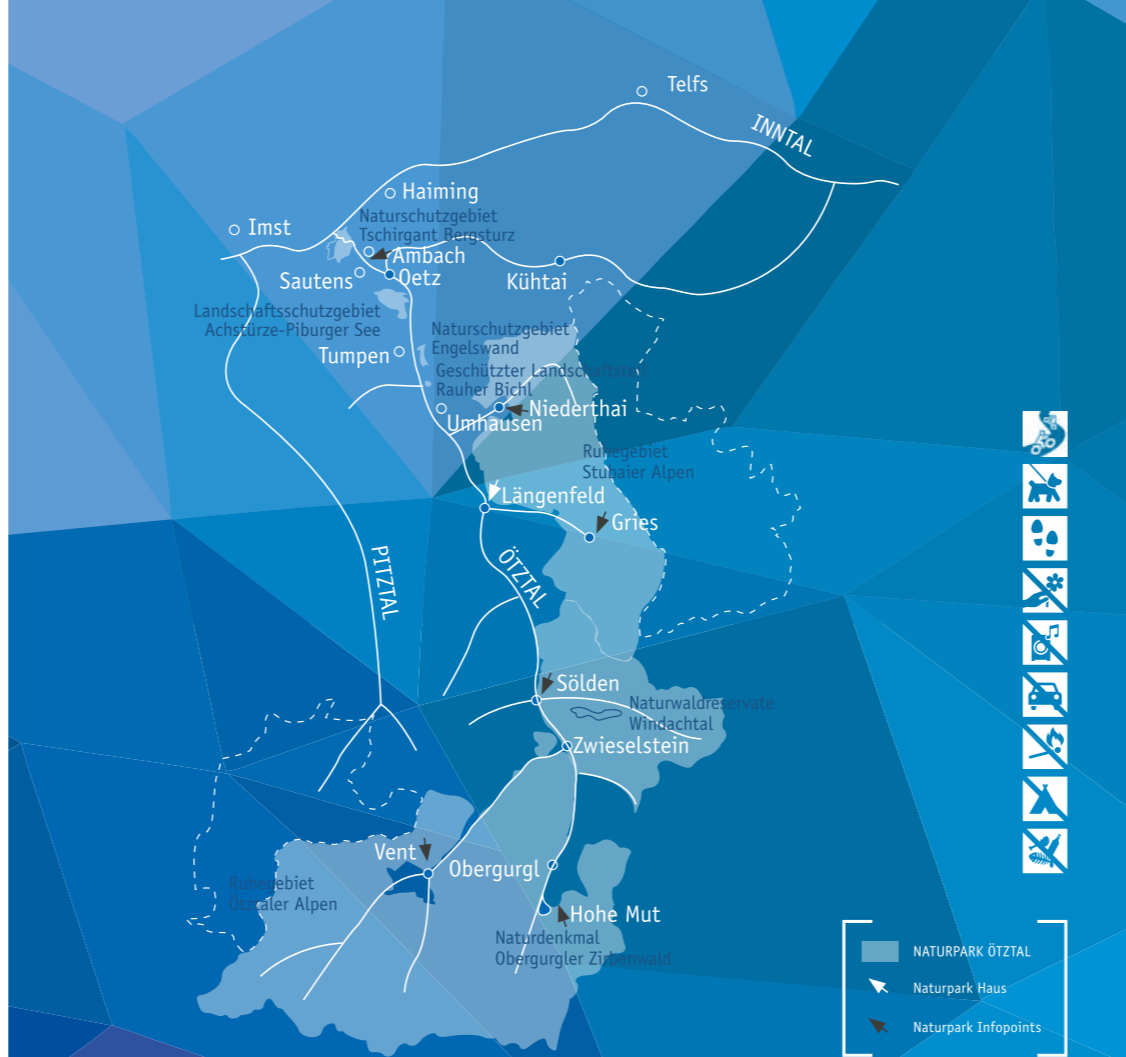 Telfs
INNTAL
Haiming
Naturschutzgebiet
Tschirgant Bergsturz
Imst
Ambach
Sautens
Oetz
Kühtai
Landschaftsschutzgebiet
Achstürze-Piburger See
Naturschutzgebiet
Engelswand
Tumpen
Geschützter Landschaftsteil
Rauher Bichl
Niederthai
Umhausen
Ruhegebiet
Stubaier Alpen
Längenfeld
Gries
PITZTAL
ÖTZTAL
Sölden
Naturwaldreservate
Windachtal
Zwieselstein
Vent
Obergurgl
Ruhegebiet
Ötztaler Alpen
Hohe Mut
Naturdenkmal
Obergurgler Zirbenwald
NATURPARK ÖTZTAL
Naturpark Haus
Naturpark Infopoints